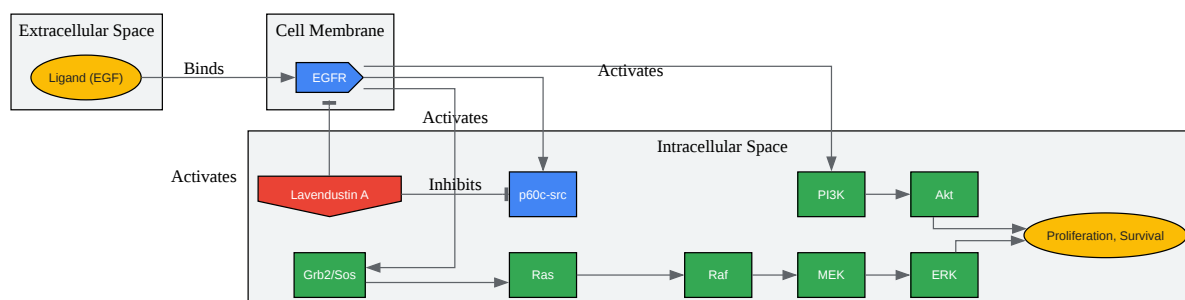 Extracellular Space
Cell Membrane
Ligand (EGF)
Binds
EGFR
Activates
Activates
Intracellular Space
Activates
Lavendustin A
Inhibits
p60c-src
PI3K
Akt
Proliferation, Survival
Grb2/Sos
Ras
Raf
MEK
ERK